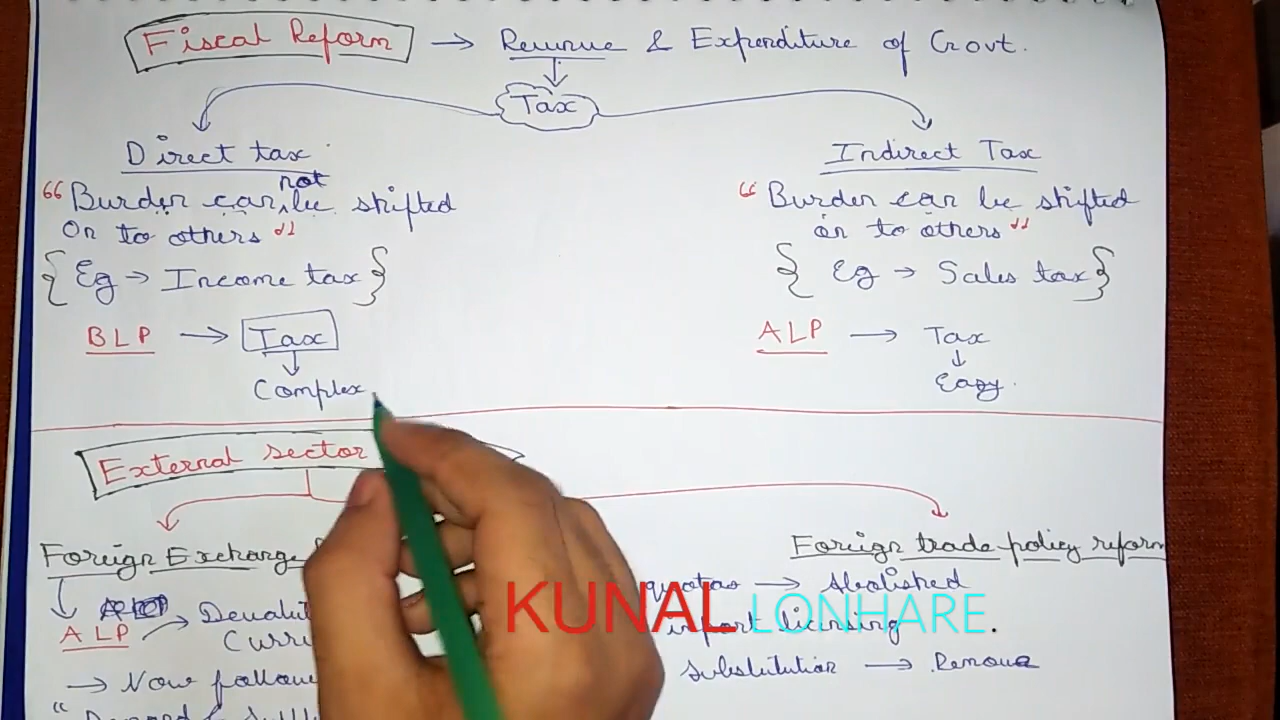 Fiscal Reform → Revenue & Expenditure of Govt.
Tax
Direct tax
"Burden can not be shifted
on to others"
{Eg → Income tax}
BLP → Tax
Complex
Indirect Tax
"Burden can be shifted
on to others"
{Eg → Sales tax}
ALP → Tax
Easy.
External sector
Foreign Exchange
ALP
→ Now follow
Foreign trade policy reform
quotas → Abolished
import licensing
substitution → Remove
KUNAL LONHARE.